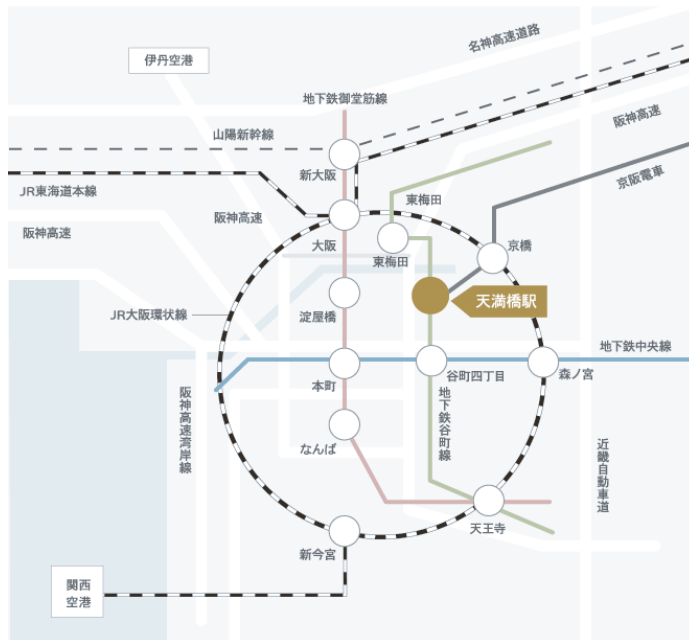 名神高速道路
伊丹空港
地下鉄御堂筋線
阪神高速
山陽新幹線
新大阪
京阪電車
JR東海道本線
東梅田
阪神高速
阪神高速
大阪
東梅田
京橋
天満橋駅
淀屋橋
JR大阪環状線
地下鉄中央線
本町
谷町四丁目
森ノ宮
阪神高速湾岸線
地下鉄谷町線
なんば
近畿自動車道
天王寺
新今宮
関西
空港